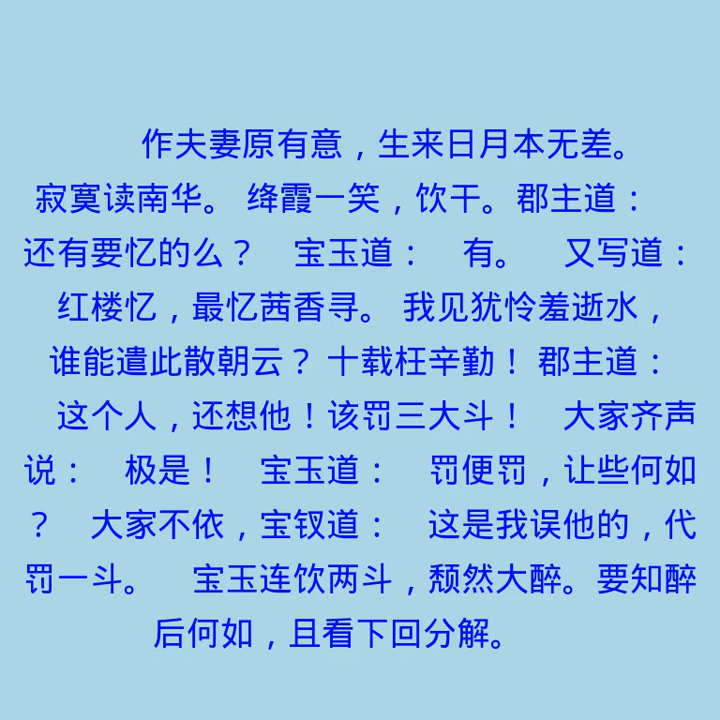 作夫妻原有意，生来日月本无差。
寂寞读南华。 绛霞一笑，饮干。郡主道：
还有要忆的么？　宝玉道：　有。　又写道：
红楼忆，最忆茜香寻。 我见犹怜羞逝水，
谁能遣此散朝云？ 十载枉辛勤！ 郡主道：
这个人，还想他！该罚三大斗！　大家齐声
说：　极是！　宝玉道：　罚便罚，让些何如
？　大家不依，宝钗道：　这是我误他的，代
罚一斗。　宝玉连饮两斗，颓然大醉。要知醉
后何如，且看下回分解。